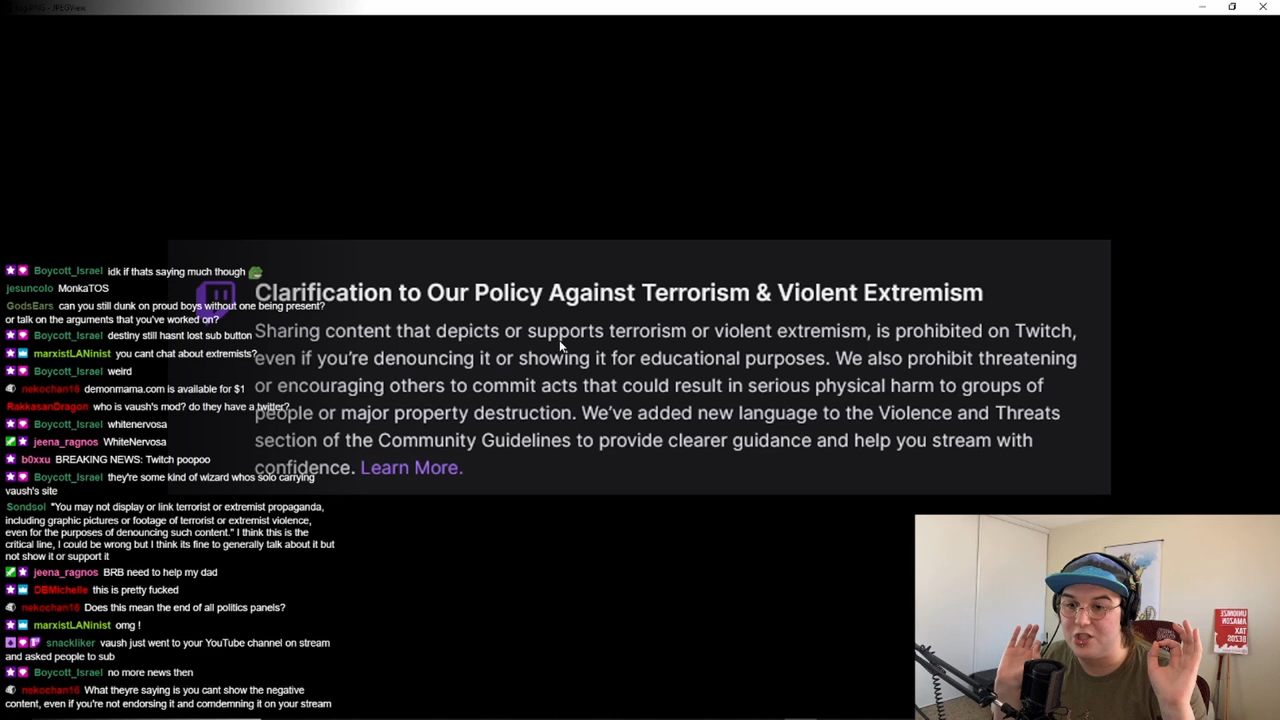 JPEGView
Clarification to Our Policy Against Terrorism & Violent Extremism
Sharing content that depicts or supports terrorism or violent extremism, is prohibited on Twitch,
even if you're denouncing it or showing it for educational purposes. We also prohibit threatening
or encouraging others to commit acts that could result in serious physical harm to groups of
people or major property destruction. We've added new language to the Violence and Threats
section of the Community Guidelines to provide clearer guidance and help you stream with
confidence. Learn More.
Boycott_Israel idk if thats saying much though
jesuncolo MonkaTOS
GodsEars can you still dunk on proud boys without one being present?
or talk on the arguments that you've worked on?
Boycott_Israel destiny still hasnt lost sub button
marxistLANinist you cant chat about extremists?
Boycott_Israel weird
nekochan16 demonmama.com is available for $1
RakkasanDragon who is vaush's mod? do they have a twitter?
Boycott_Israel whitenervosa
jeena_ragnos WhiteNervosa
b0xxu BREAKING NEWS: Twitch poopoo
Boycott_Israel they're some kind of wizard whos solo carrying
vaush's site
Sondsol "You may not display or link terrorist or extremist propaganda,
including graphic pictures or footage of terrorist or extremist violence,
even for the purposes of denouncing such content." I think this is the
critical line, I could be wrong but I think its fine to generally talk about it but
not show it or support it
jeena_ragnos BRB need to help my dad
DBMichelle this is pretty fucked
nekochan16 Does this mean the end of all politics panels?
marxistLANinist omg !
snackliker vaush just went to your YouTube channel on stream
and asked people to sub
Boycott_Israel no more news then
nekochan16 What theyre saying is you cant show the negative
content, even if you're not endorsing it and comdemning it on your stream
UNIONIZE
AMAZON
TAX
BEZOS